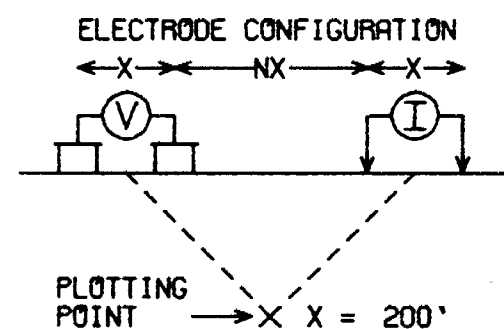 ELECTRODE CONFIGURATION
X NX X
V I
PLOTTING
POINT X X = 200'